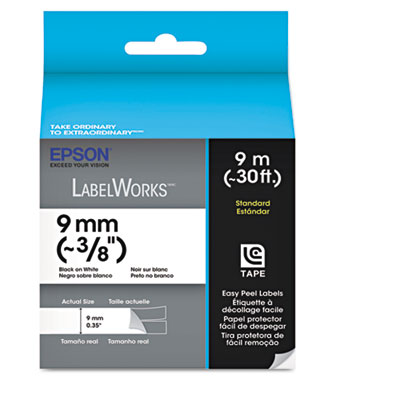 TAKE ORDINARY
TO EXTRAORDINARY
EPSON
EXCEED YOUR VISION
LABELWORKS
9 mm
(~3/8")
Black on White
Negro sobre blanco
Noir sur blanc
Preto no branco
Actual Size
Taille actuelle
9 mm
0.35"
Tamaño real
Tamanho real
9 m
(~30ft.)
Standard
Estándar
LC
TAPE
Easy Peel Labels
Étiquette à
décollage facile
Papel protector
fácil de despegar
Tira protetora de
fácil remoção